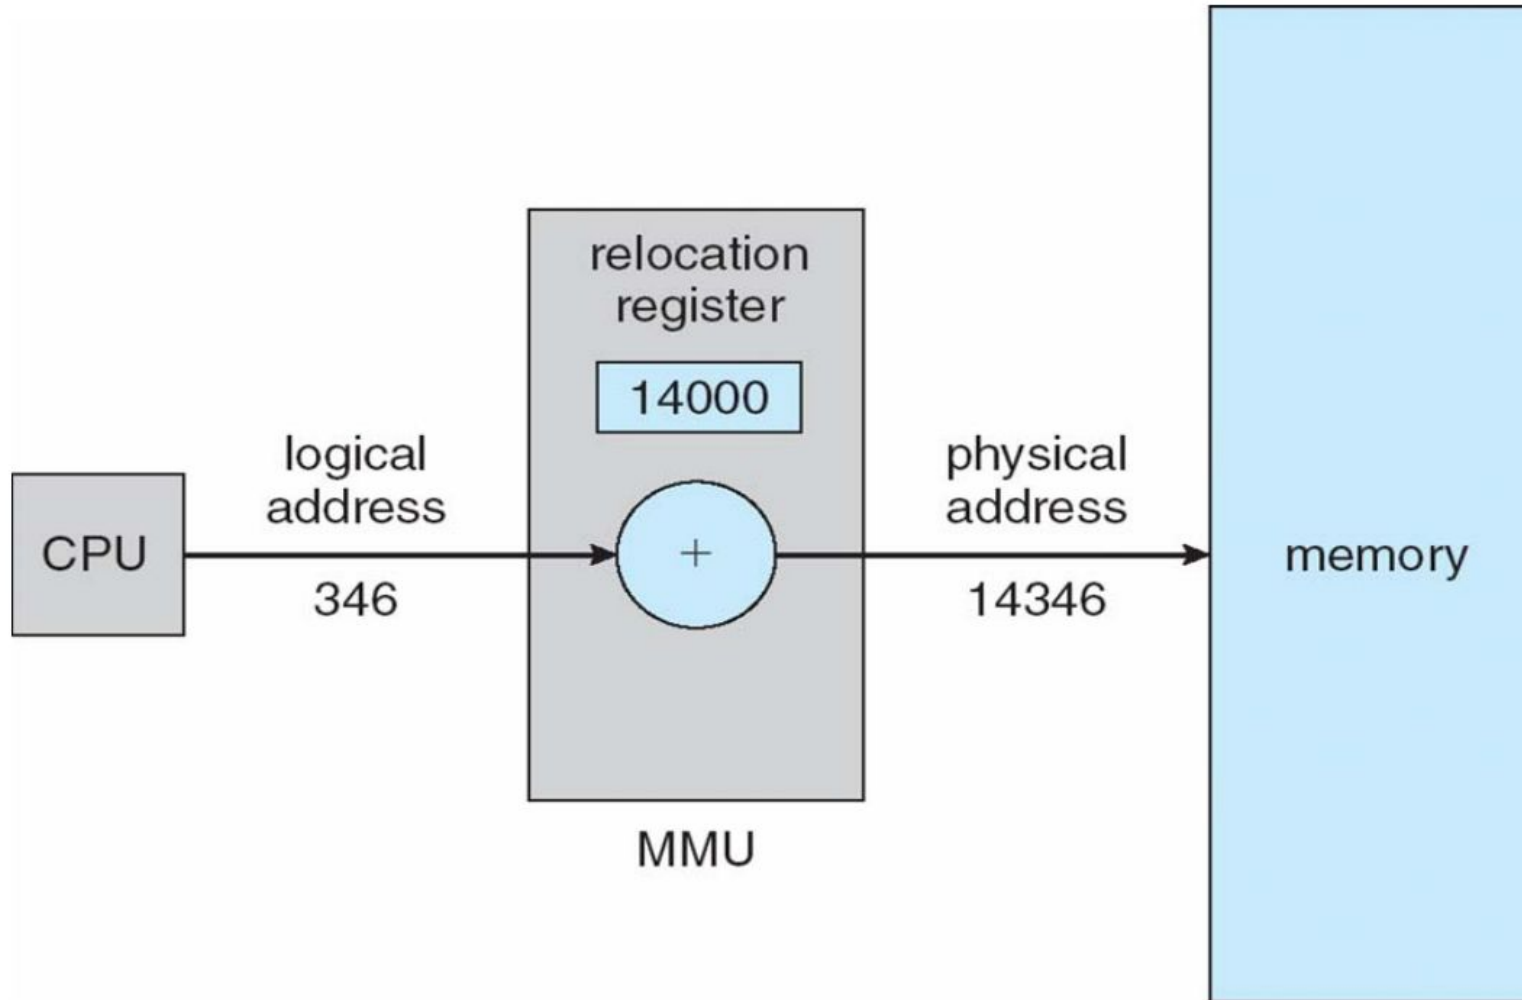 relocation
register
14000
logical
address
physical
address
CPU
+
memory
346
14346
MMU